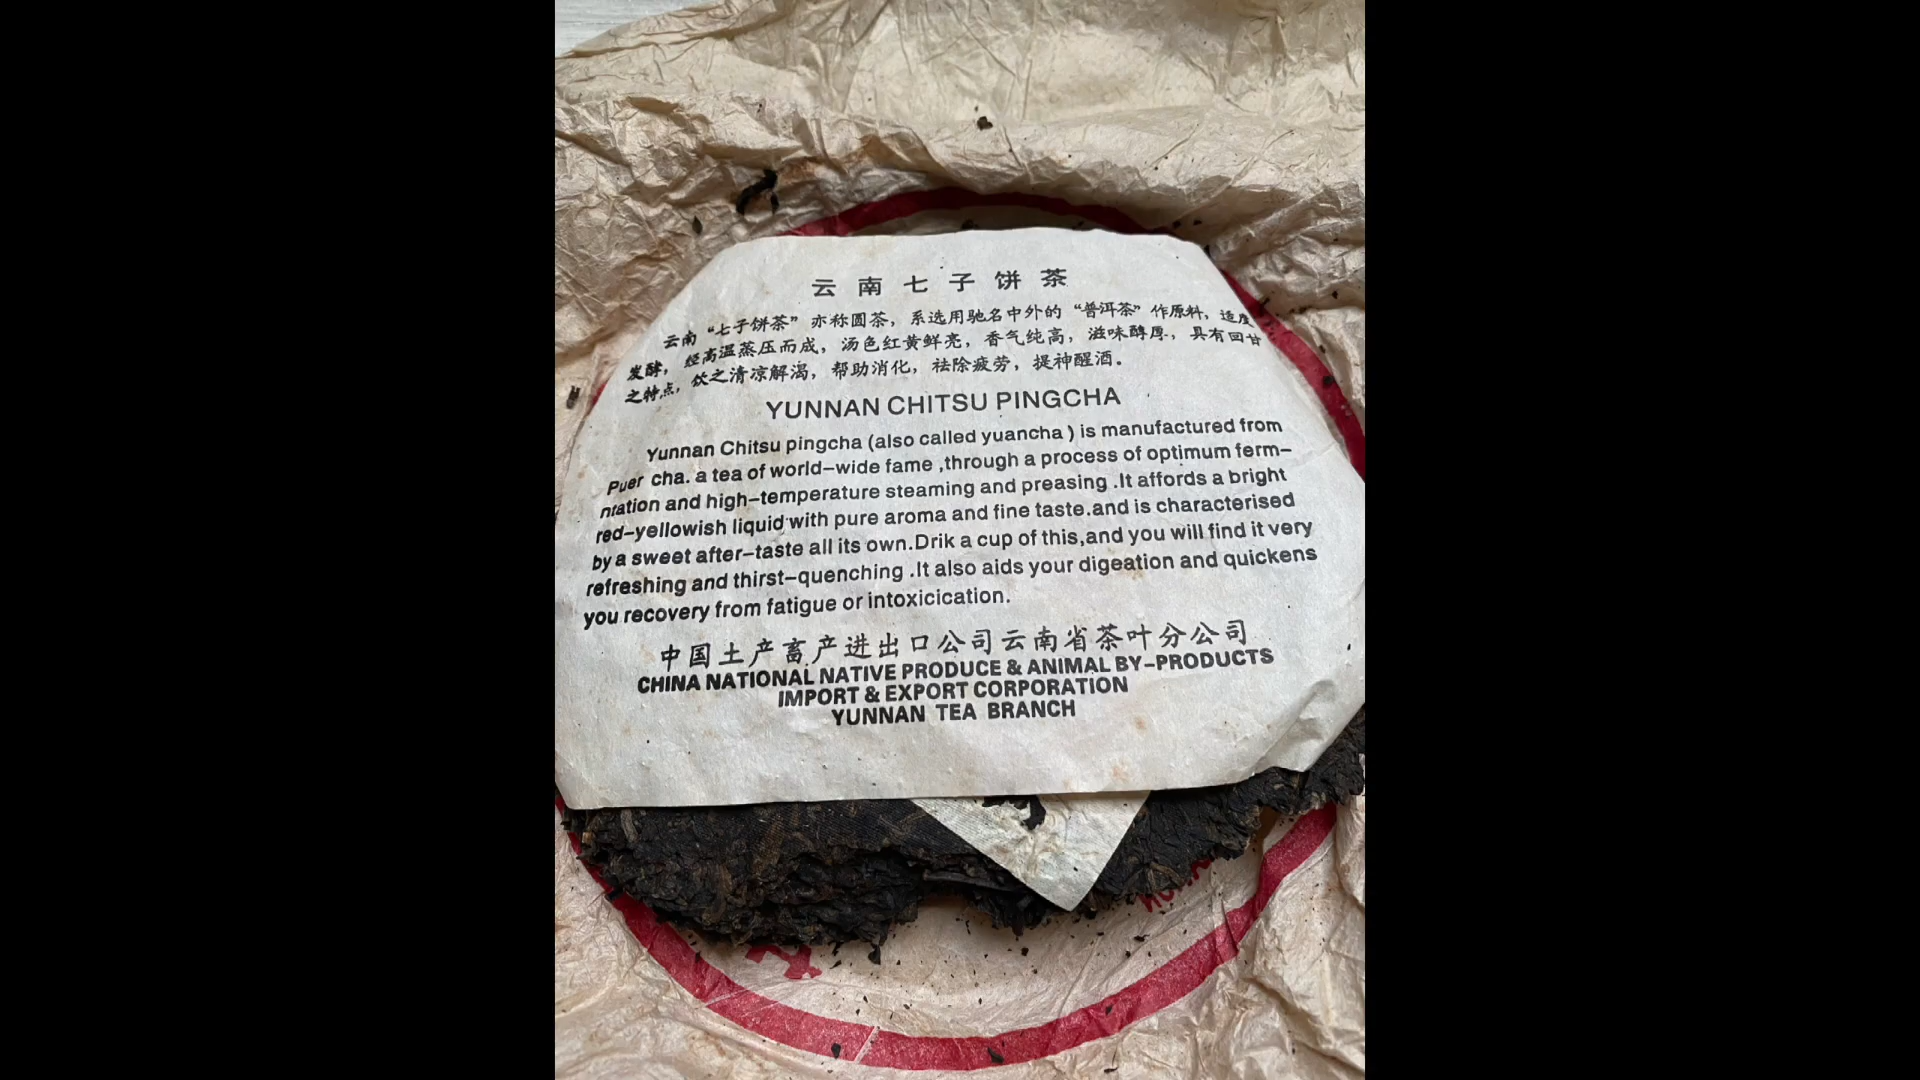 云南七子饼茶
云南“七子饼茶”亦称圆茶，系选用驰名中外的“普洱茶”作原料，适度
发酵，经高温蒸压而成，汤色红黄鲜亮，香气纯高，滋味醇厚，具有回甘
之特点，饮之清凉解渴，帮助消化，祛除疲劳，提神醒酒。
YUNNAN CHITSU PINGCHA
Yunnan Chitsu pingcha (also called yuancha ) is manufactured from
Puer cha. a tea of world-wide fame ,through a process of optimum ferm-
ntation and high-temperature steaming and preasing .It affords a bright
red-yellowish liquid with pure aroma and fine taste.and is characterised
by a sweet after-taste all its own.Drik a cup of this,and you will find it very
refreshing and thirst-quenching .It also aids your digeation and quickens
you recovery from fatigue or intoxicication.
中国土产畜产进出口公司云南省茶叶分公司
CHINA NATIONAL NATIVE PRODUCE & ANIMAL BY-PRODUCTS
IMPORT & EXPORT CORPORATION
YUNNAN TEA BRANCH